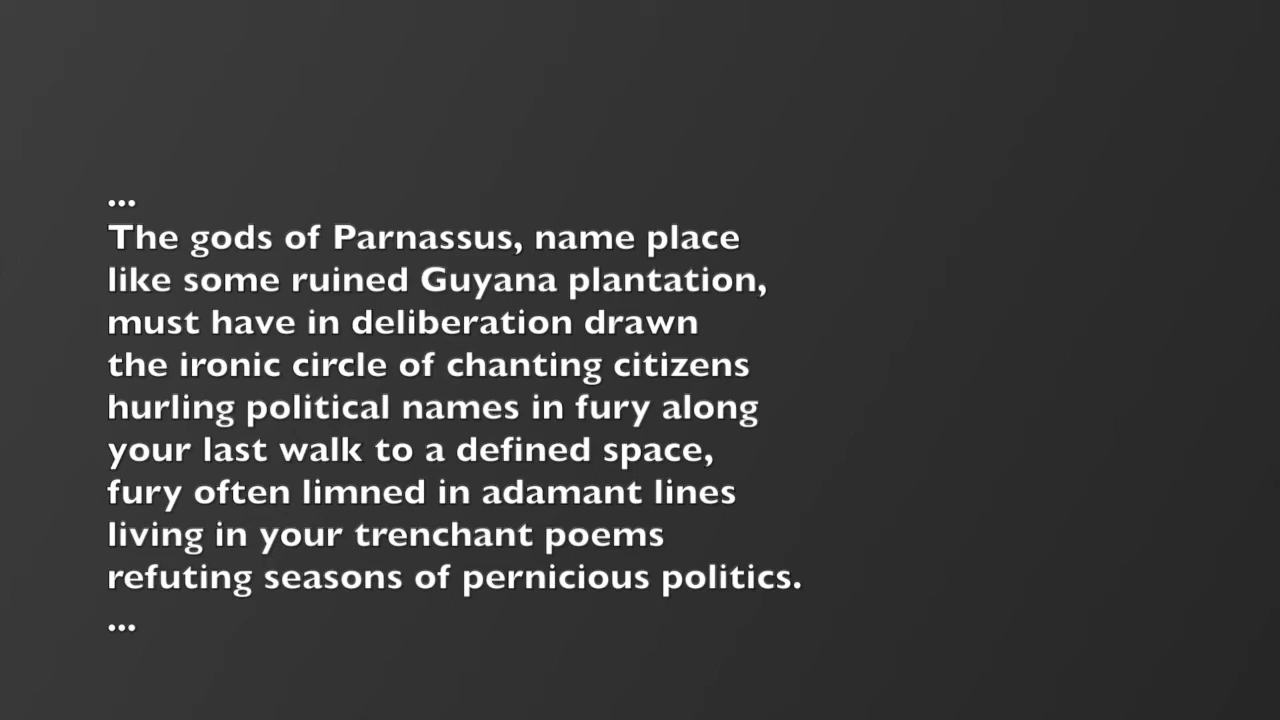 ...
The gods of Parnassus, name place
like some ruined Guyana plantation,
must have in deliberation drawn
the ironic circle of chanting citizens
hurling political names in fury along
your last walk to a defined space,
fury often limned in adamant lines
living in your trenchant poems
refuting seasons of pernicious politics.
...